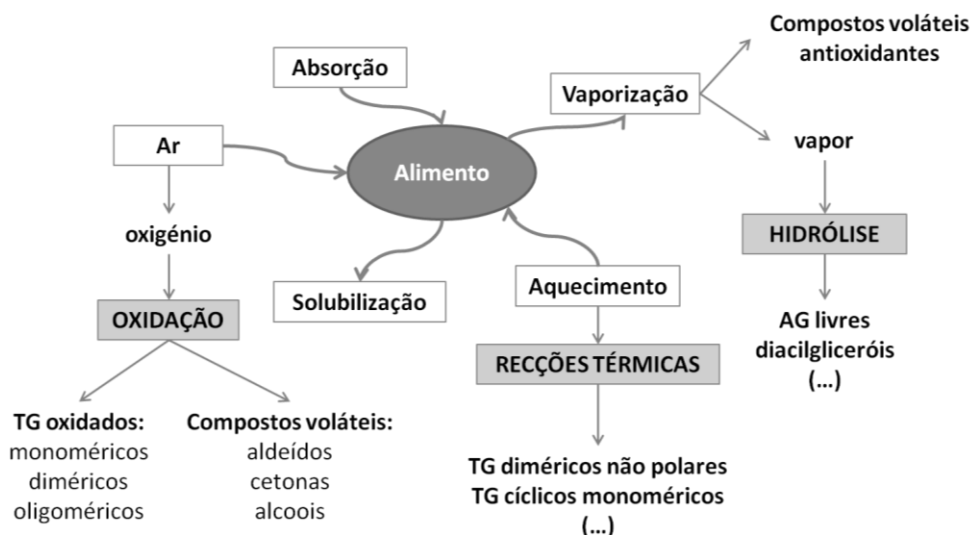 Compostos voláteis
antioxidantes
Absorção
Vaporização
Ar
Alimento
vapor
oxigénio
HIDRÓLISE
Solubilização
Aquecimento
OXIDAÇÃO
AG livres
diacilgliceróis
(...)
RECÇÕES TÉRMICAS
TG oxidados:
monoméricos
diméricos
oligoméricos
Compostos voláteis:
aldeídos
cetonas
alcoois
TG diméricos não polares
TG cíclicos monoméricos
(...)